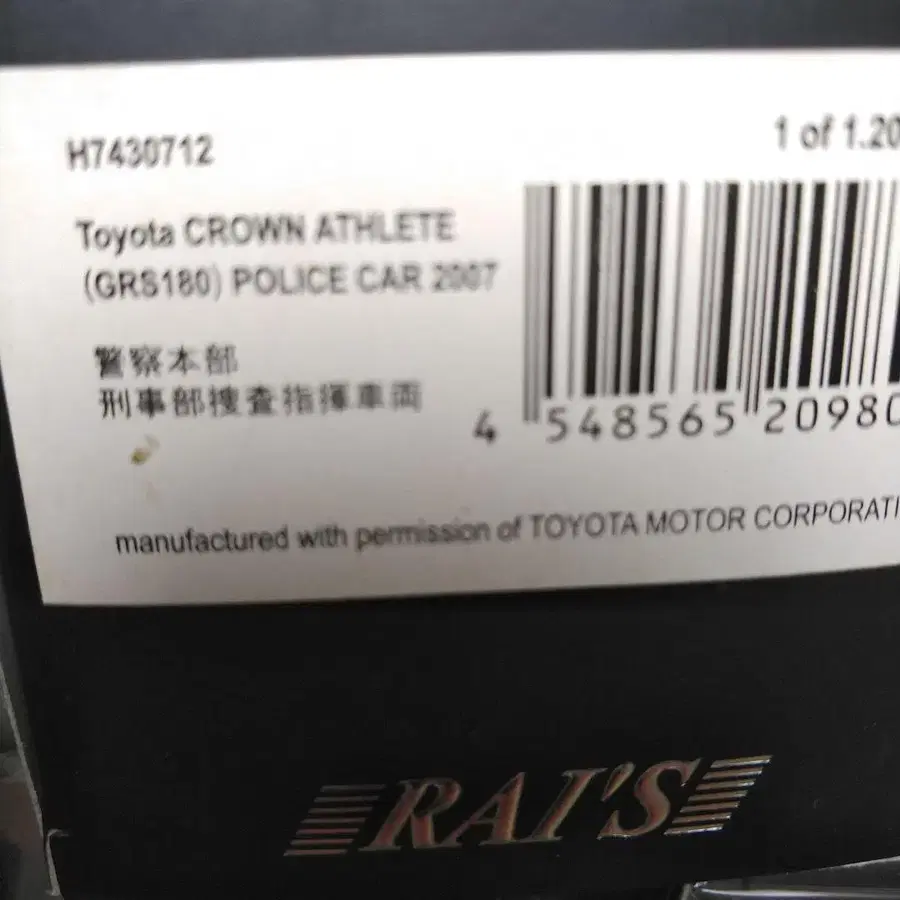 H7430712
1 of 1.20
Toyota CROWN ATHLETE
(GRS180) POLICE CAR 2007
警察本部
刑事部捜査指揮車両
4 548565 20980
manufactured with permission of TOYOTA MOTOR CORPORATI
RAI'S